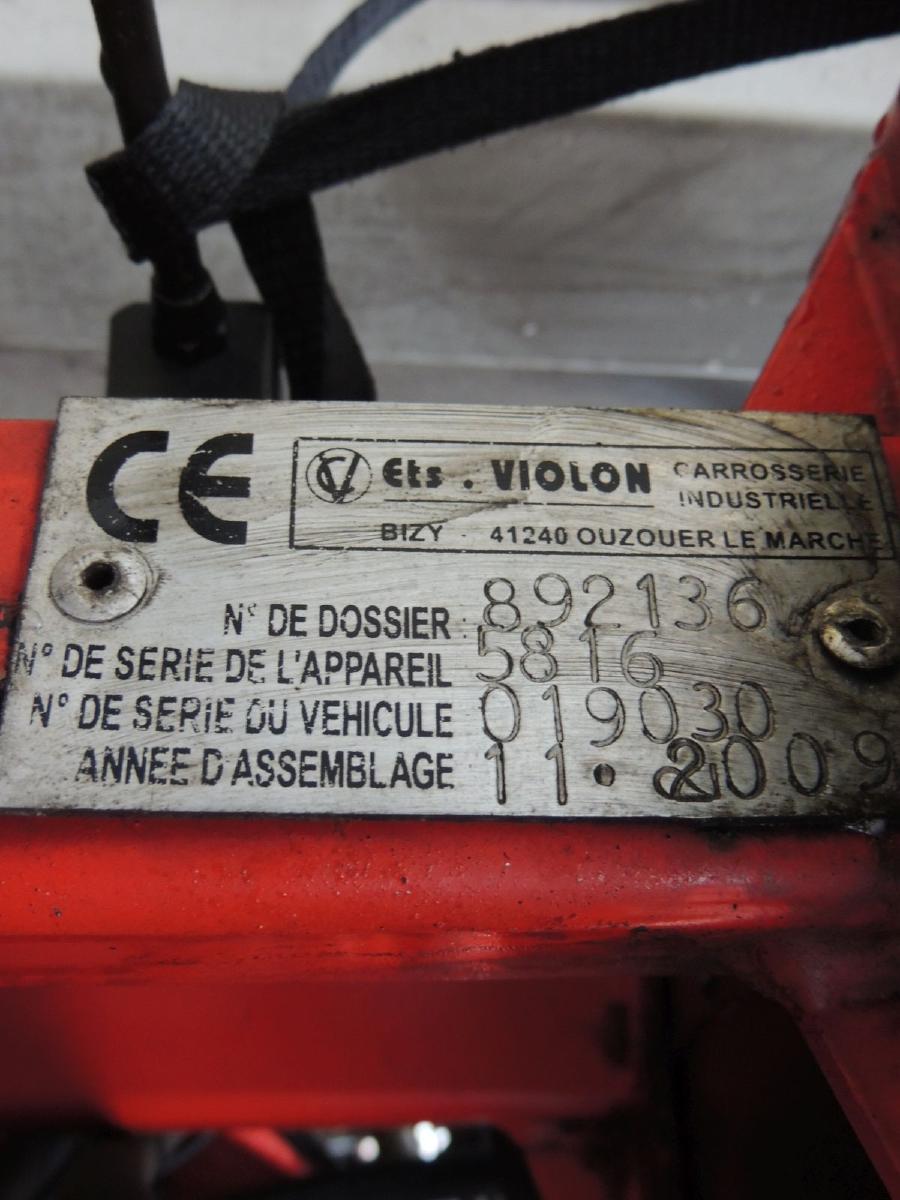 CE
CV Ets. VIOLON CARROSSERIE
INDUSTRIELLE
BIZY - 41240 OUZOUER LE MARCHE
N° DE DOSSIER : 892136
N° DE SERIE DE L'APPAREIL 5816
N° DE SERIE DU VEHICULE 019030
ANNEE D'ASSEMBLAGE 11.2009